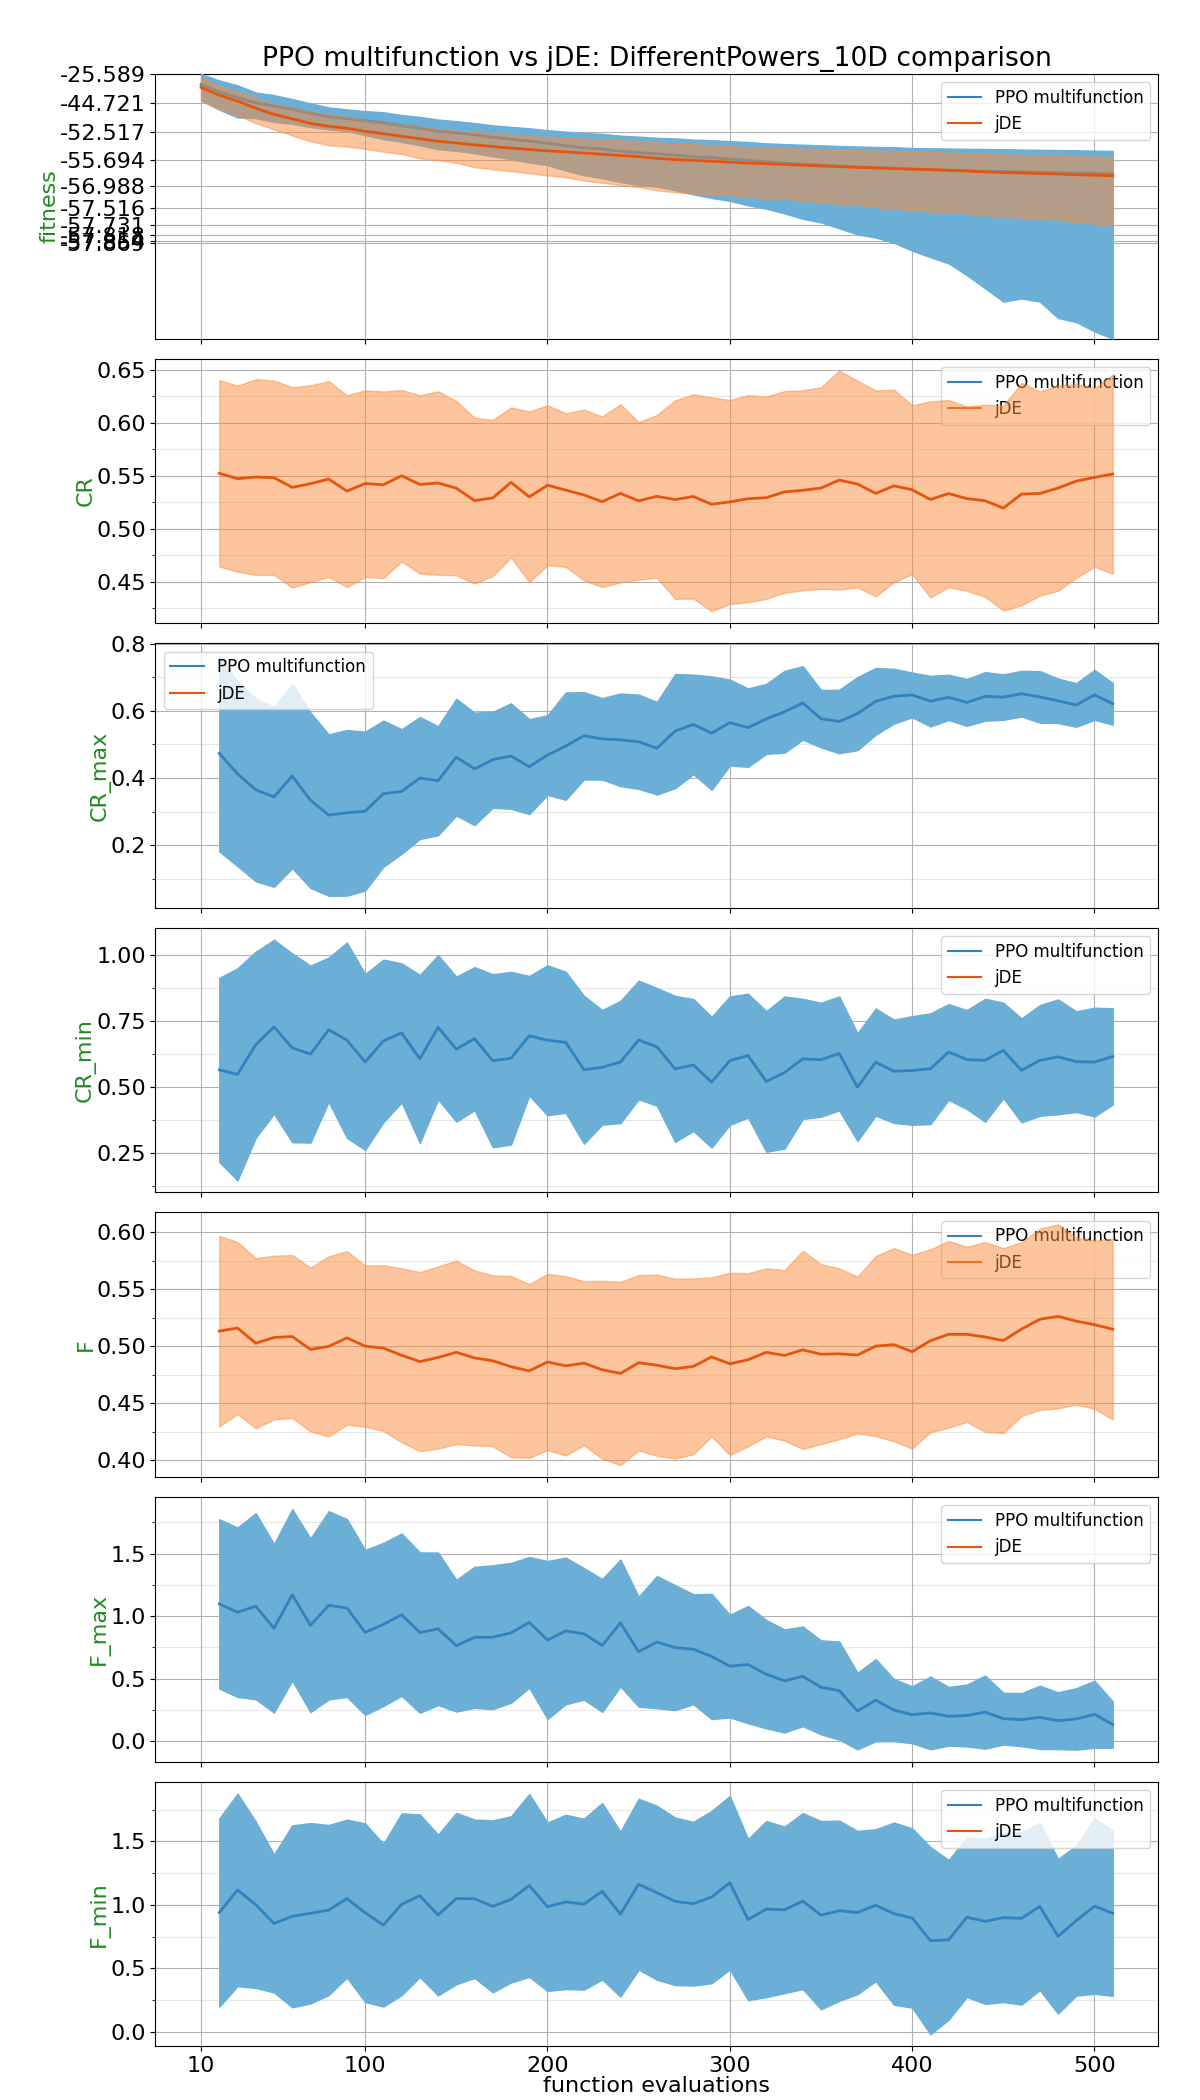 PPO multifunction vs jDE: DifferentPowers_10D comparison
-25.589
-44.721
-52.517
-55.694
-56.988
-57.516
-57.731
-57.869
fitness
PPO multifunction
jDE
0.65
0.60
0.55
0.50
0.45
CR
PPO multifunction
jDE
0.8
0.6
0.4
0.2
CR_max
PPO multifunction
jDE
1.00
0.75
0.50
0.25
CR_min
PPO multifunction
jDE
0.60
0.55
0.50
0.45
0.40
F
PPO multifunction
jDE
1.5
1.0
0.5
0.0
F_max
PPO multifunction
jDE
1.5
1.0
0.5
0.0
F_min
PPO multifunction
jDE
10 100 200 300 400 500
function evaluations